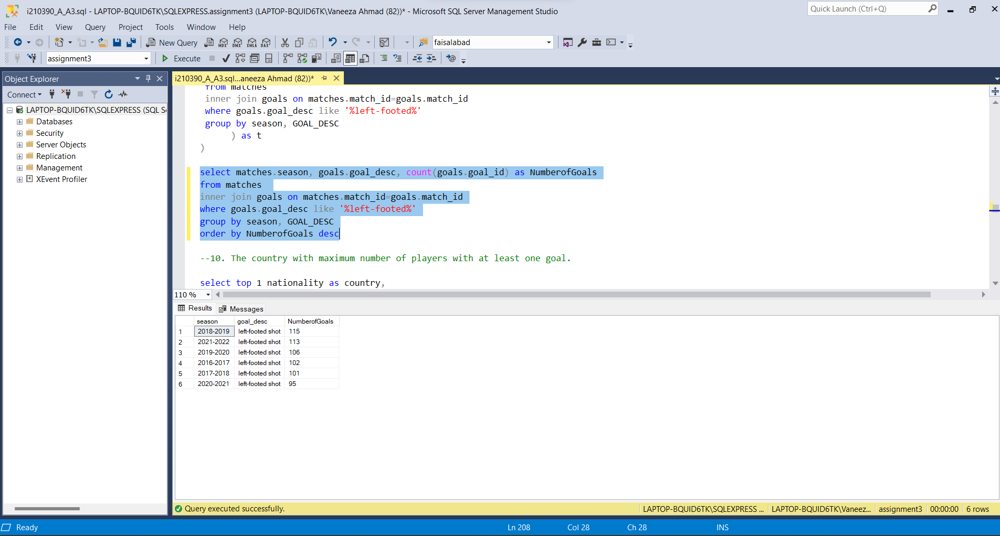 i210390_A_A3.sql - LAPTOP-BQUID6TK\SQLEXPRESS.assignment3 (LAPTOP-BQUID6TK\Vaneeza Ahmad (82))* - Microsoft SQL Server Management Studio
Quick Launch (Ctrl+Q)
File Edit View Query Project Tools Window Help
New Query MDX DMX XMLA DAX faisalabad
assignment3 Execute
Object Explorer
Connect
LAPTOP-BQUID6TK\SQLEXPRESS (SQL S
Databases
Security
Server Objects
Replication
Management
XEvent Profiler
i210390_A_A3.sql...aneeza Ahmad (82))*
from matches
inner join goals on matches.match_id=goals.match_id
where goals.goal_desc like '%left-footed%'
group by season, GOAL_DESC
) as t
)
select matches.season, goals.goal_desc, count(goals.goal_id) as NumberofGoals
from matches
inner join goals on matches.match_id=goals.match_id
where goals.goal_desc like '%left-footed%'
group by season, GOAL_DESC
order by NumberofGoals desc
--10. The country with maximum number of players with at least one goal.
select top 1 nationality as country,
110 %
Results Messages
season goal_desc NumberofGoals
1 2018-2019 left-footed shot 115
2 2021-2022 left-footed shot 113
3 2019-2020 left-footed shot 106
4 2016-2017 left-footed shot 102
5 2017-2018 left-footed shot 101
6 2020-2021 left-footed shot 95
Query executed successfully. LAPTOP-BQUID6TK\SQLEXPRESS ... LAPTOP-BQUID6TK\Vaneez... assignment3 00:00:00 6 rows
Ready Ln 208 Col 28 Ch 28 INS